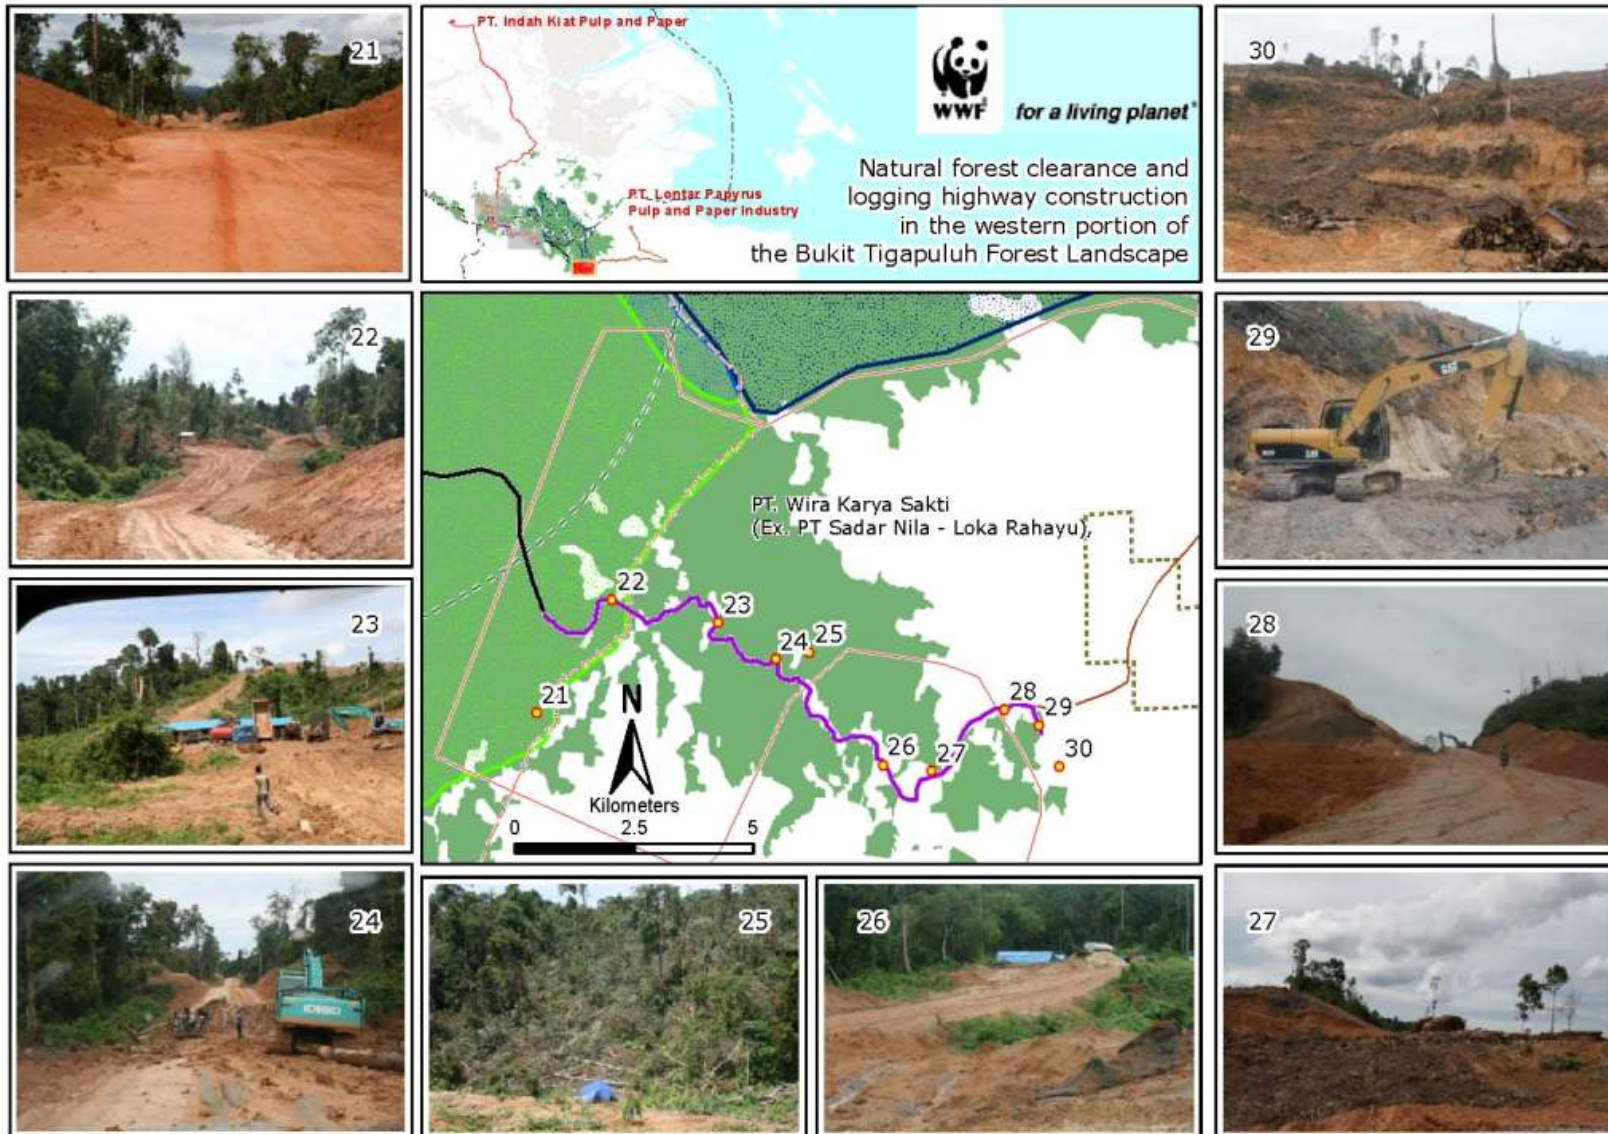 21
PT. Indah Kiat Pulp and Paper
PT. Lontar Papyrus
Pulp and Paper Industry
WWF
for a living planet®
Natural forest clearance and
logging highway construction
in the western portion of
the Bukit Tigapuluh Forest Landscape
30
22
PT. Wira Karya Sakti
(Ex. PT Sadar Nila - Loka Rahayu),
22
23
24
25
21
28
29
26
27
30
N
Kilometers
0 2.5 5
29
CAT
23
28
24
KOBELCO
25
26
27